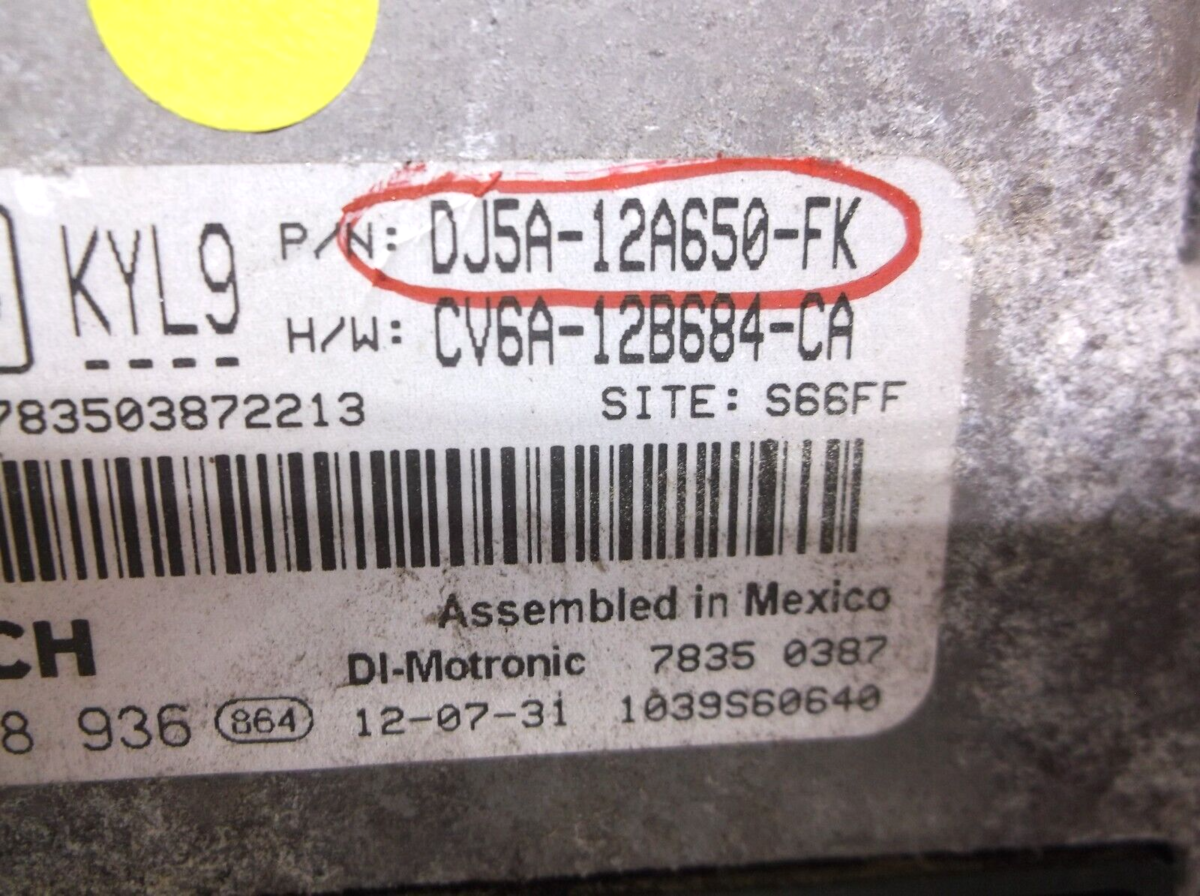 KYL9 P/N: DJ5A-12A650-FK
H/W: CV6A-12B684-CA
783503872213 SITE: S66FF
Assembled in Mexico
CH DI-Motronic 7835 0387
8 936 864 12-07-31 1039S60640